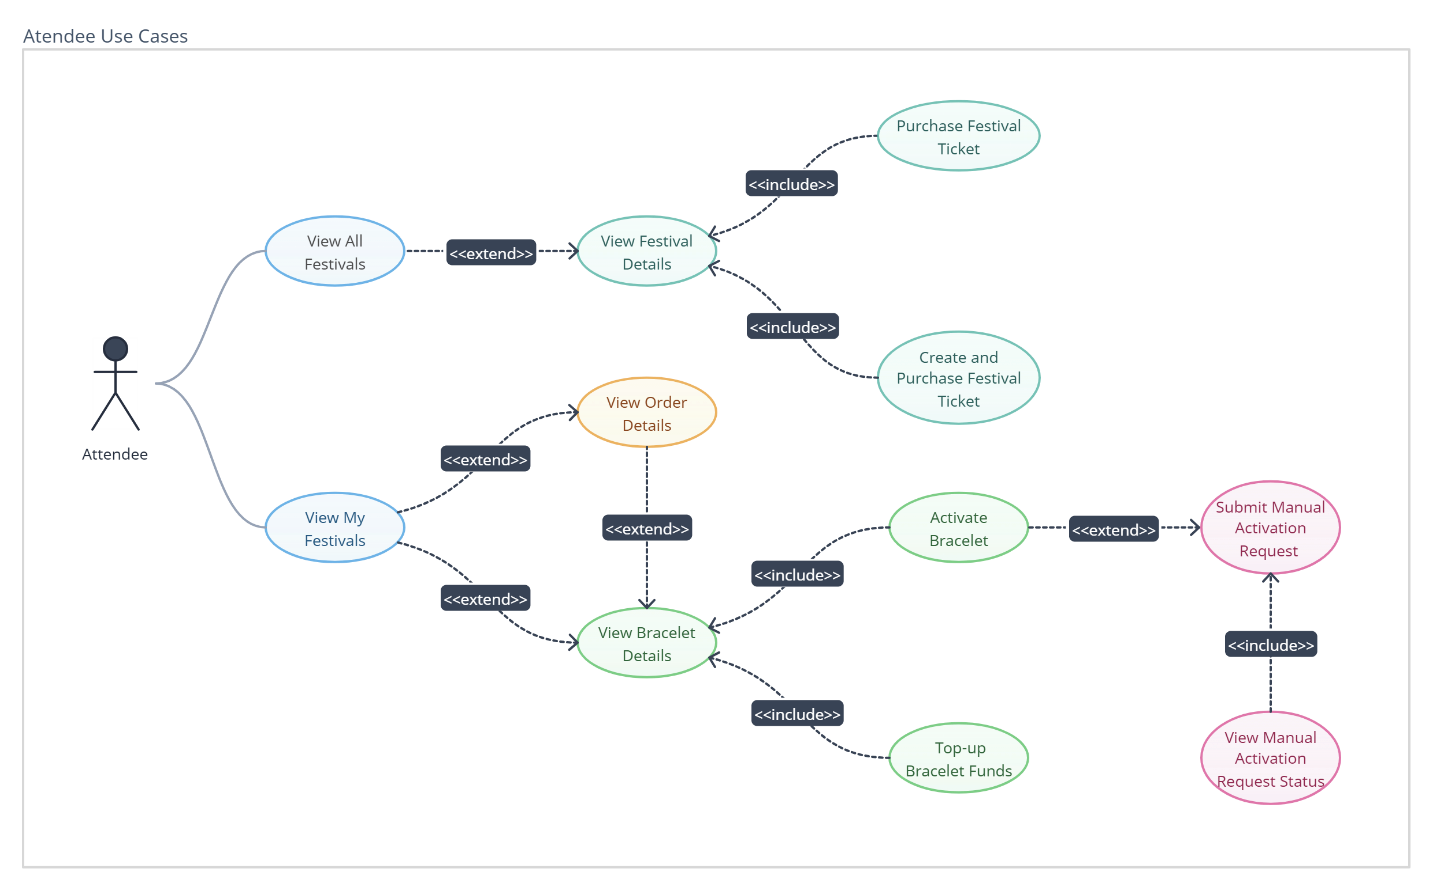 Atendee Use Cases
Purchase Festival
Ticket
<<include>>
View All
Festivals
<<extend>>
View Festival
Details
<<include>>
Create and
Purchase Festival
Ticket
Attendee
View Order
Details
<<extend>>
View My
Festivals
<<extend>>
<<extend>>
View Bracelet
Details
Activate
Bracelet
<<include>>
<<extend>>
Submit Manual
Activation
Request
<<include>>
<<include>>
Top-up
Bracelet Funds
View Manual
Activation
Request Status